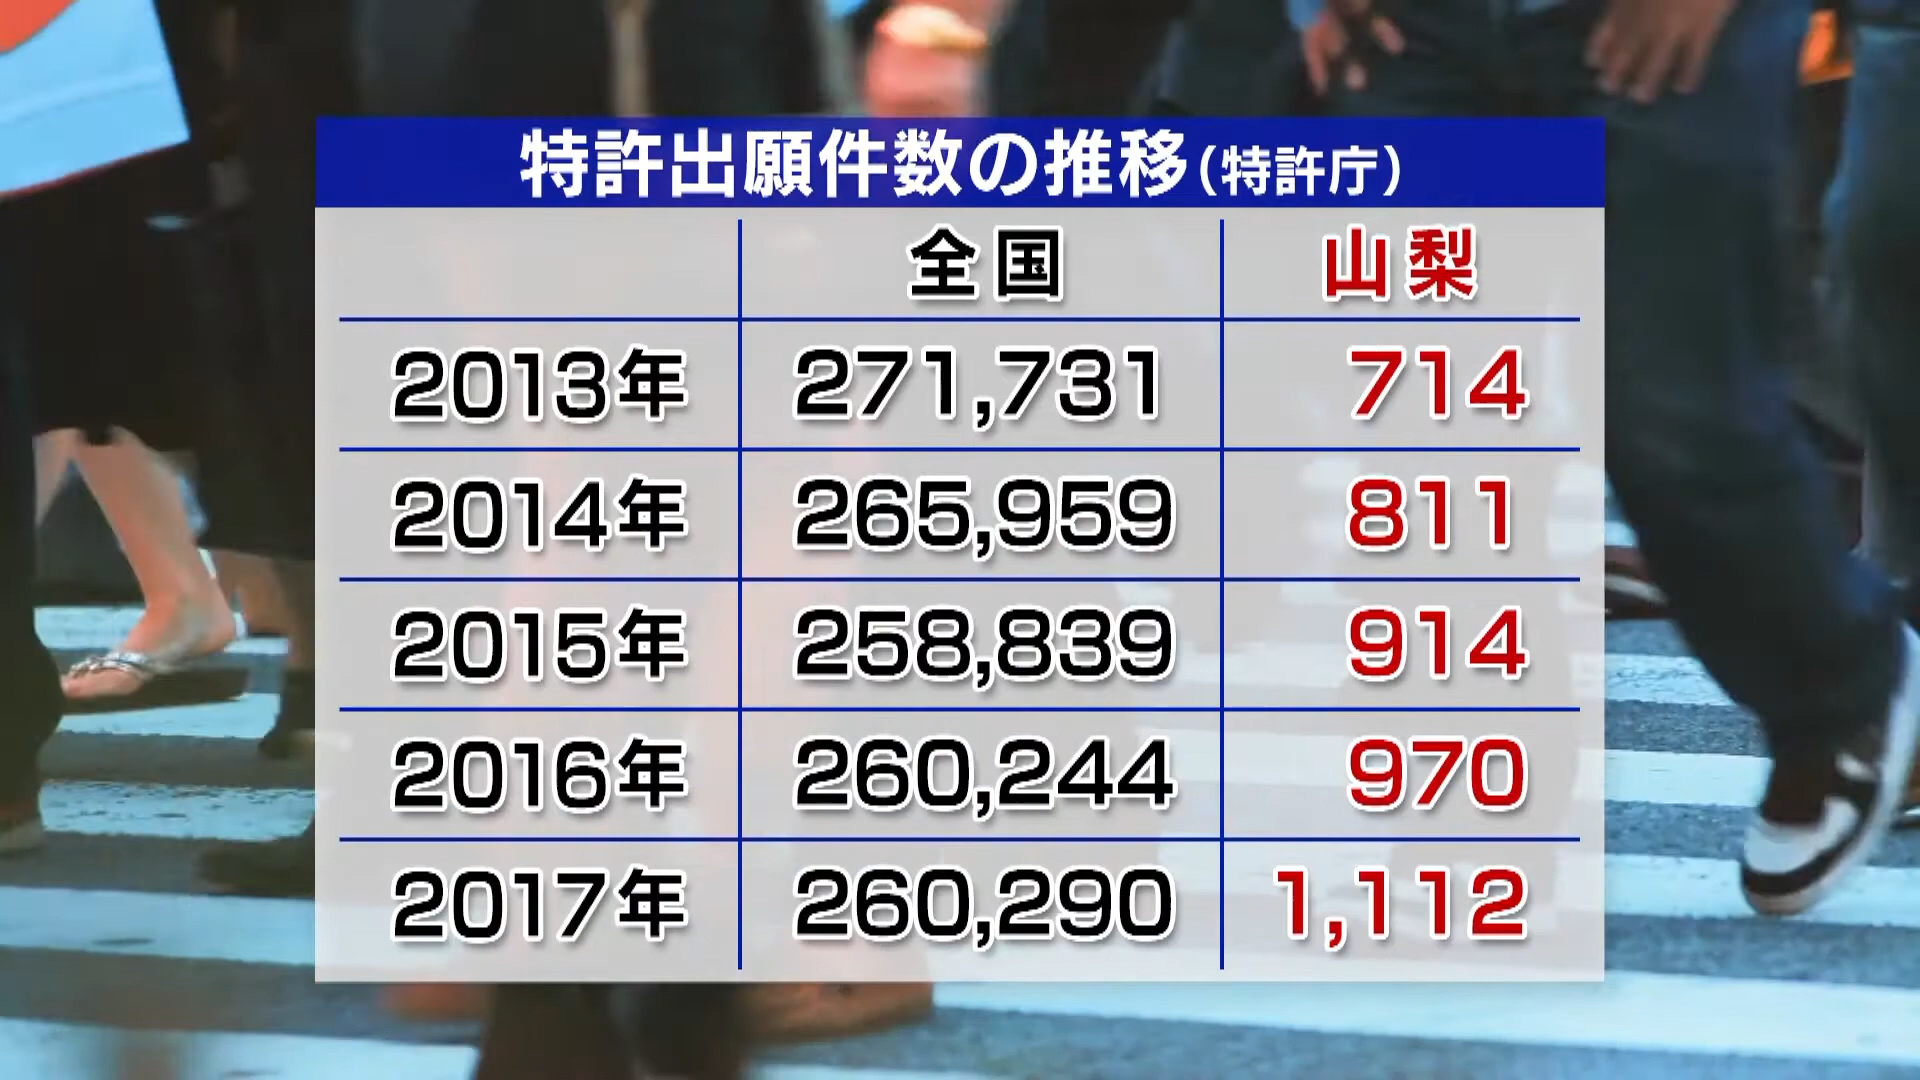 特許出願件数の推移(特許庁)
全国 山梨
2013年 271,731 714
2014年 265,959 811
2015年 258,839 914
2016年 260,244 970
2017年 260,290 1,112